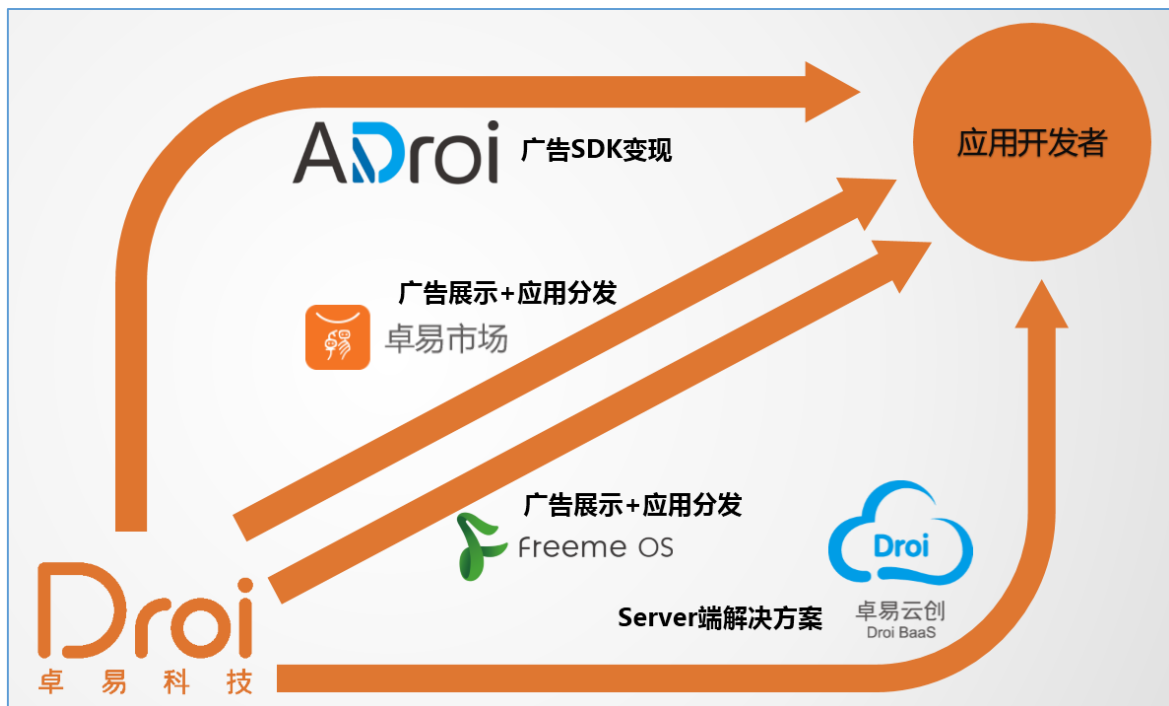 应用开发者
ADroi 广告SDK变现
广告展示+应用分发
卓易市场
广告展示+应用分发
freeme OS
Droi
Server端解决方案
卓易云创
Droi BaaS
Droi
卓易科技